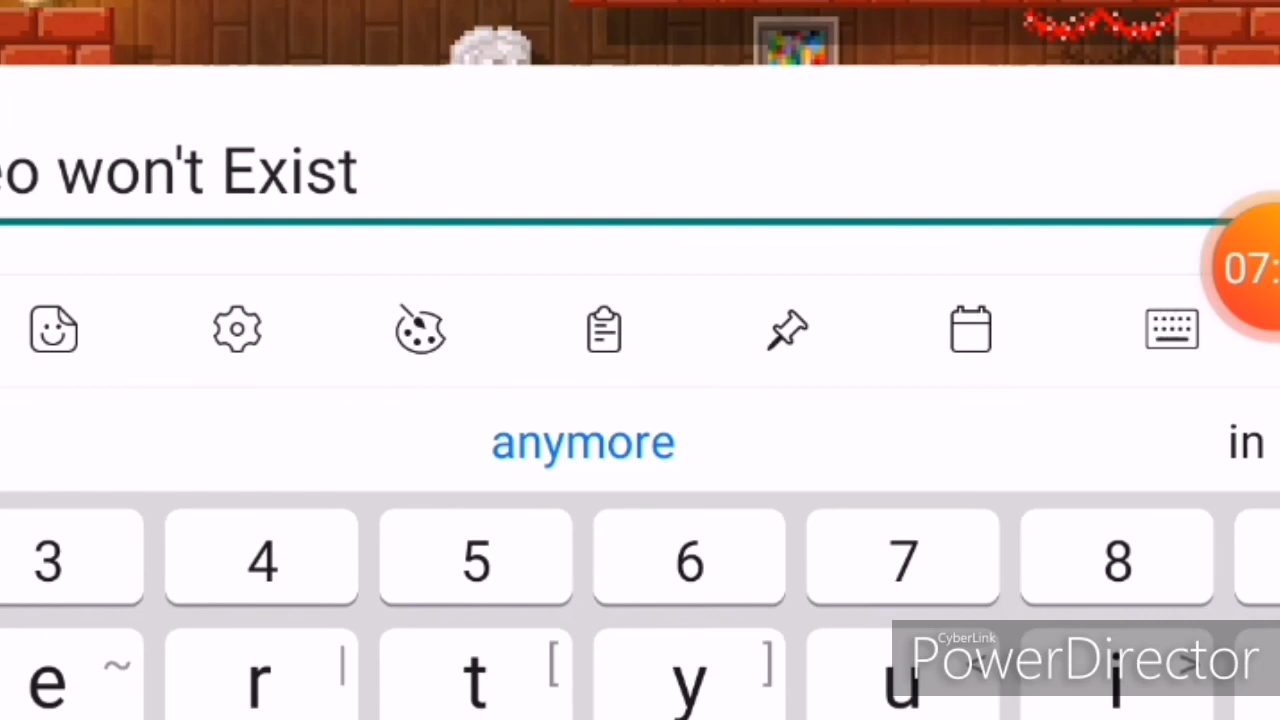 eo won't Exist
07:
anymore in
3 4 5 6 7 8
e ~ r | t [ y ] u < i >
CyberLink
PowerDirector